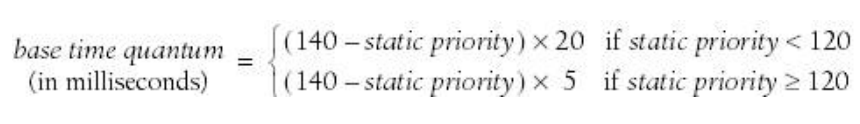 base time quantum (in milliseconds) = { (140 – static priority) × 20 if static priority < 120
(140 – static priority) × 5 if static priority ≥ 120